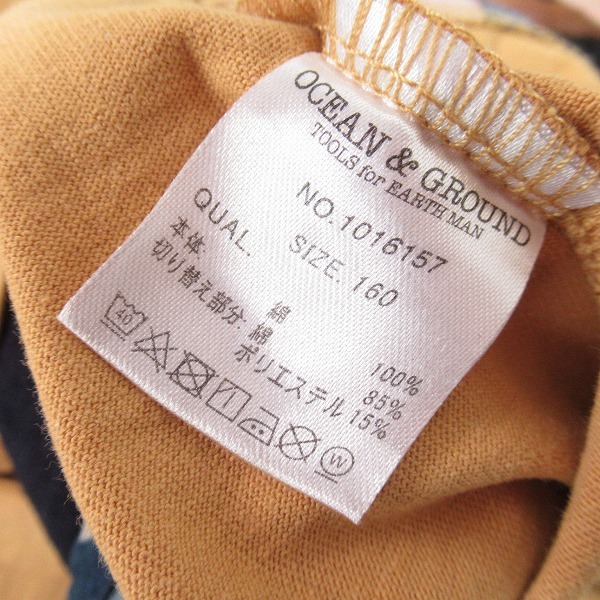 OCEAN & GROUND
TOOLS for EARTH MAN
NO.1016157
QUAL. SIZE. 160
本体: 綿 100%
切り替え部分: 綿 85%
ポリエステル 15%
40 W